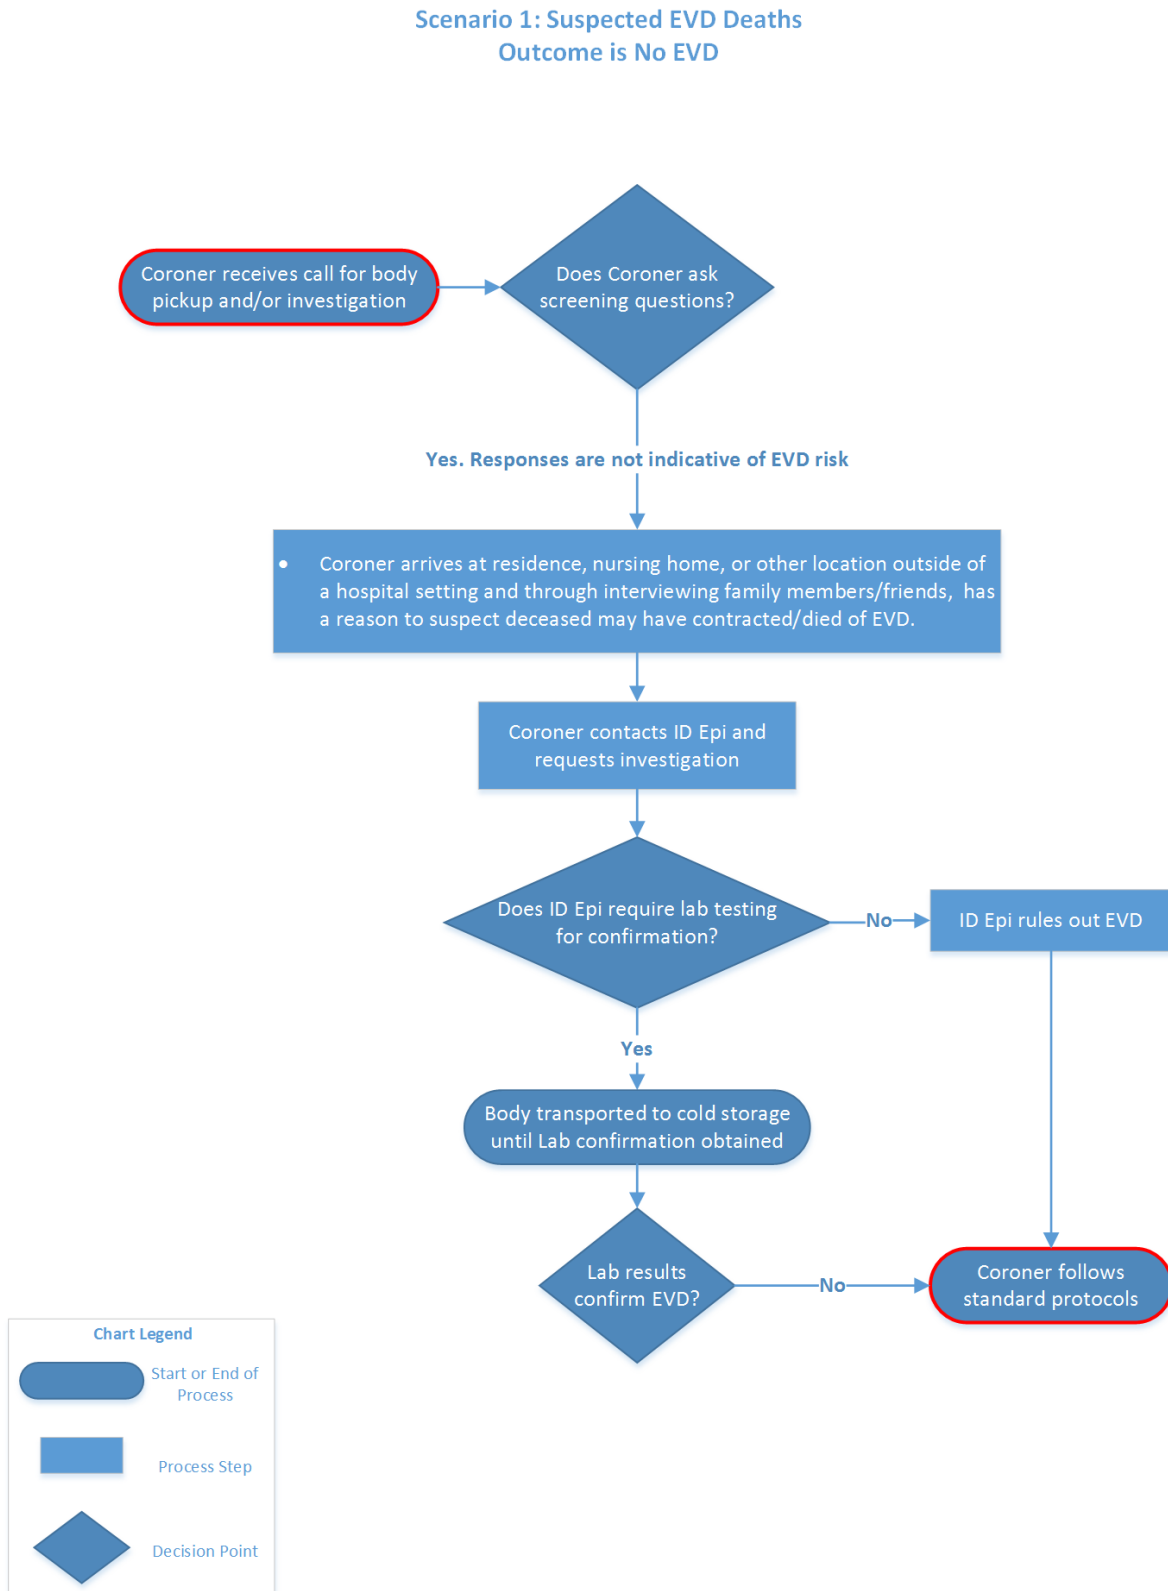 Scenario 1: Suspected EVD Deaths
Outcome is No EVD
Coroner receives call for body
pickup and/or investigation
Does Coroner ask
screening questions?
Yes. Responses are not indicative of EVD risk
• Coroner arrives at residence, nursing home, or other location outside of
a hospital setting and through interviewing family members/friends, has
a reason to suspect deceased may have contracted/died of EVD.
Coroner contacts ID Epi and
requests investigation
Does ID Epi require lab testing
for confirmation?
No
ID Epi rules out EVD
Yes
Body transported to cold storage
until Lab confirmation obtained
Lab results
confirm EVD?
No
Coroner follows
standard protocols
Chart Legend
Start or End of
Process
Process Step
Decision Point